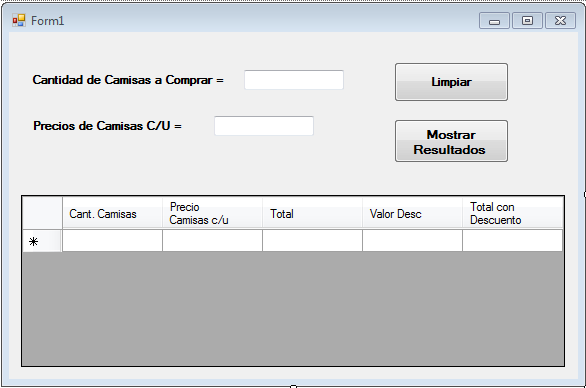 Form1
Cantidad de Camisas a Comprar =
Limpiar
Precios de Camisas C/U =
Mostrar
Resultados
Cant. Camisas
Precio
Camisas c/u
Total
Valor Desc
Total con
Descuento